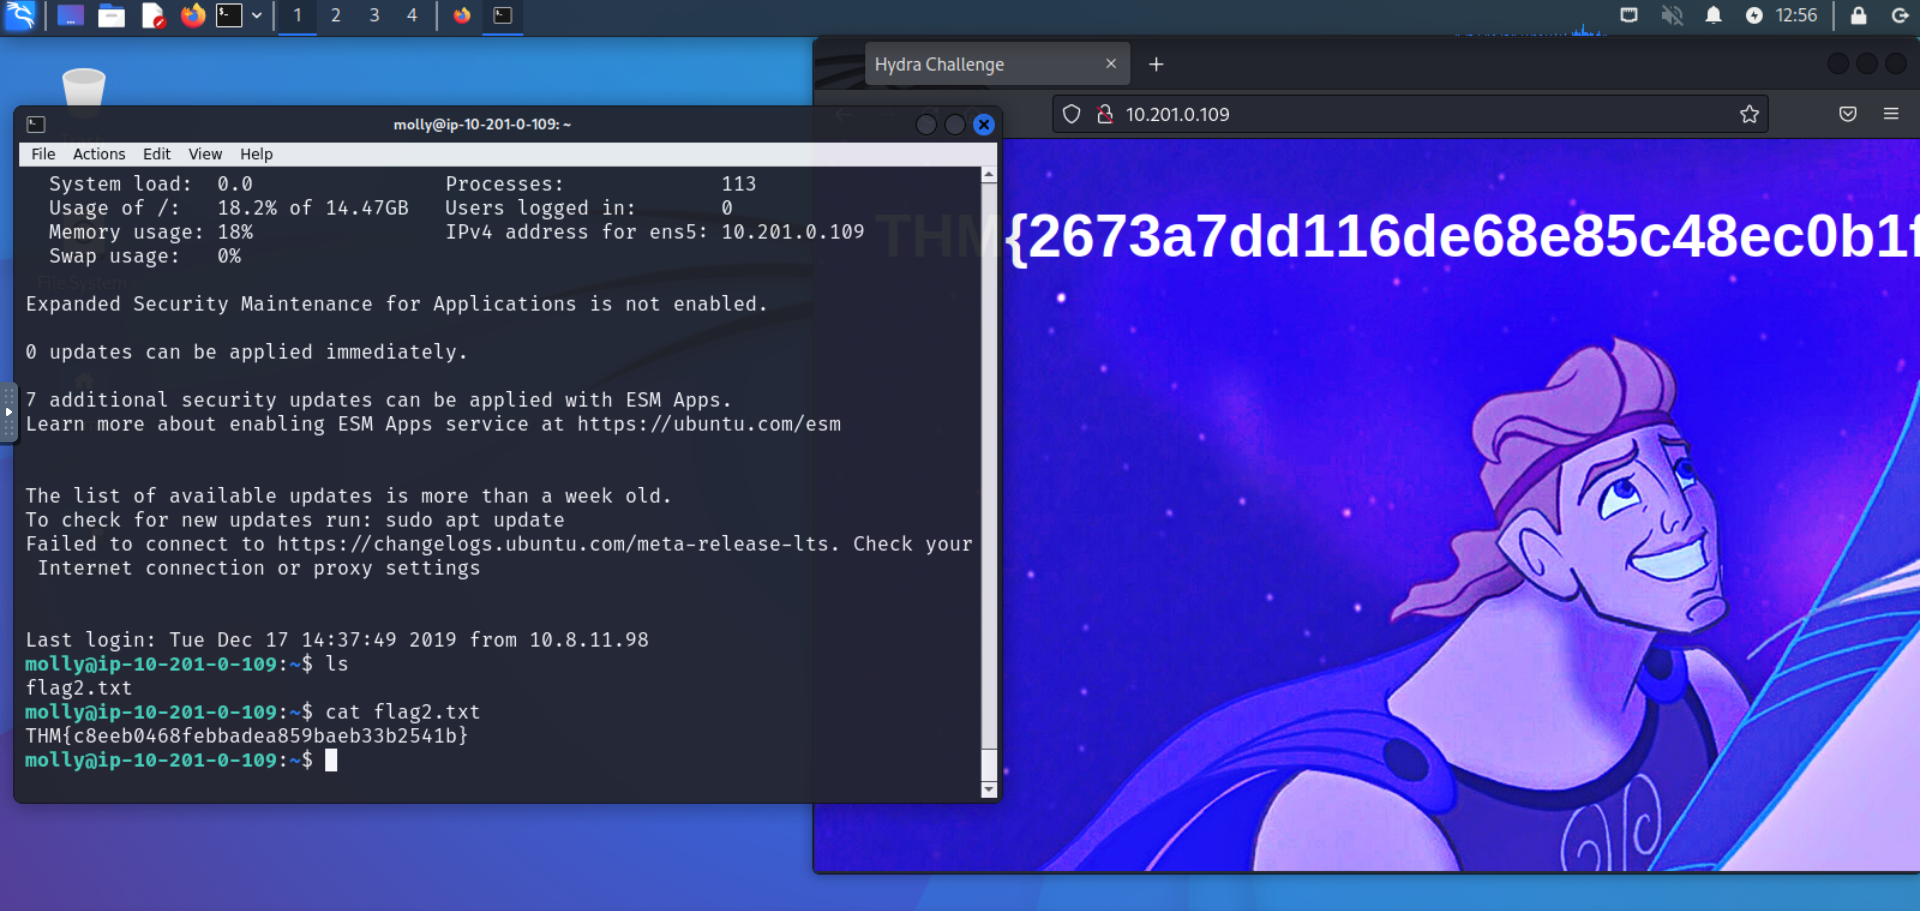 1 2 3 4
12:56
Hydra Challenge
10.201.0.109
molly@ip-10-201-0-109: ~
File Actions Edit View Help
System load: 0.0 Processes: 113
Usage of /: 18.2% of 14.47GB Users logged in: 0
Memory usage: 18% IPv4 address for ens5: 10.201.0.109
Swap usage: 0%
File System
Expanded Security Maintenance for Applications is not enabled.
0 updates can be applied immediately.
7 additional security updates can be applied with ESM Apps.
Learn more about enabling ESM Apps service at https://ubuntu.com/esm
The list of available updates is more than a week old.
To check for new updates run: sudo apt update
Failed to connect to https://changelogs.ubuntu.com/meta-release-lts. Check your
Internet connection or proxy settings
Last login: Tue Dec 17 14:37:49 2019 from 10.8.11.98
molly@ip-10-201-0-109:~$ ls
flag2.txt
molly@ip-10-201-0-109:~$ cat flag2.txt
THM{c8eeb0468febbadea859baeb33b2541b}
molly@ip-10-201-0-109:~$
THM{2673a7dd116de68e85c48ec0b1f